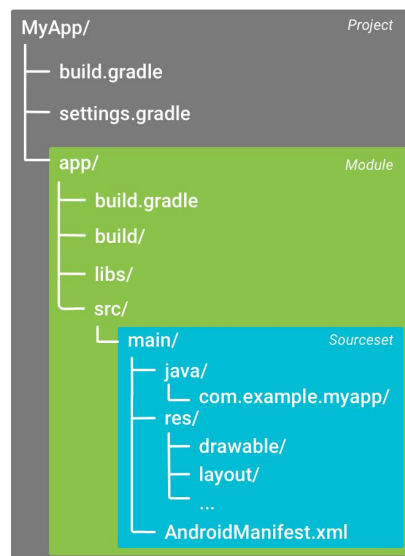 MyApp/ Project
build.gradle
settings.gradle
app/ Module
build.gradle
build/
libs/
src/
main/ Sourceset
java/
com.example.myapp/
res/
drawable/
layout/
...
AndroidManifest.xml